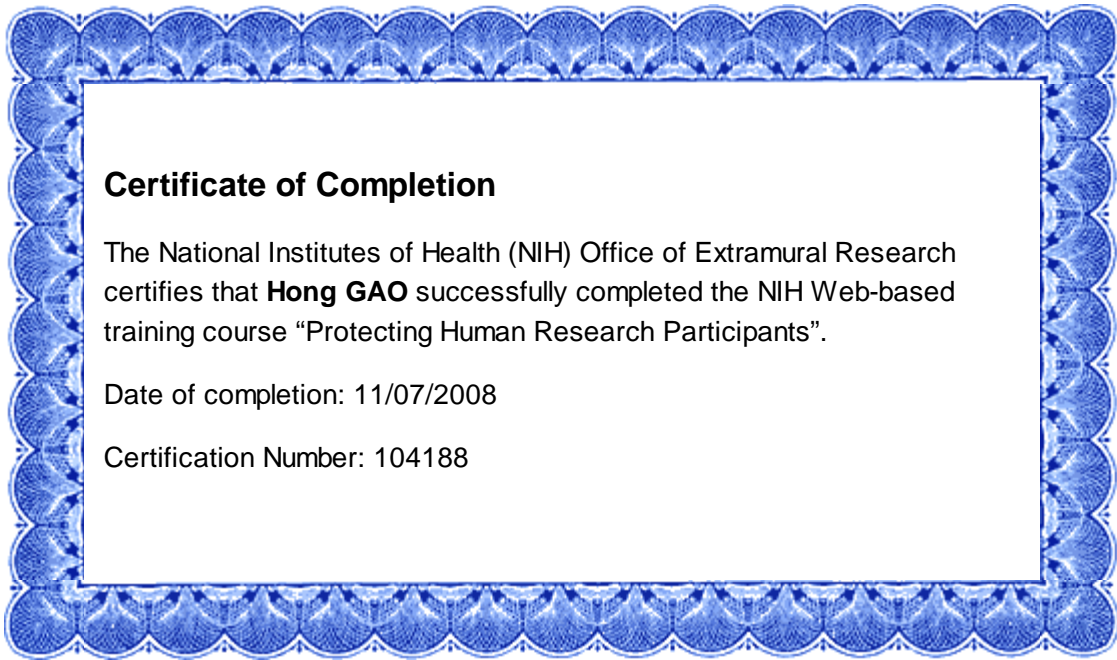 Certificate of Completion
The National Institutes of Health (NIH) Office of Extramural Research
certifies that Hong GAO successfully completed the NIH Web-based
training course “Protecting Human Research Participants”.
Date of completion: 11/07/2008
Certification Number: 104188